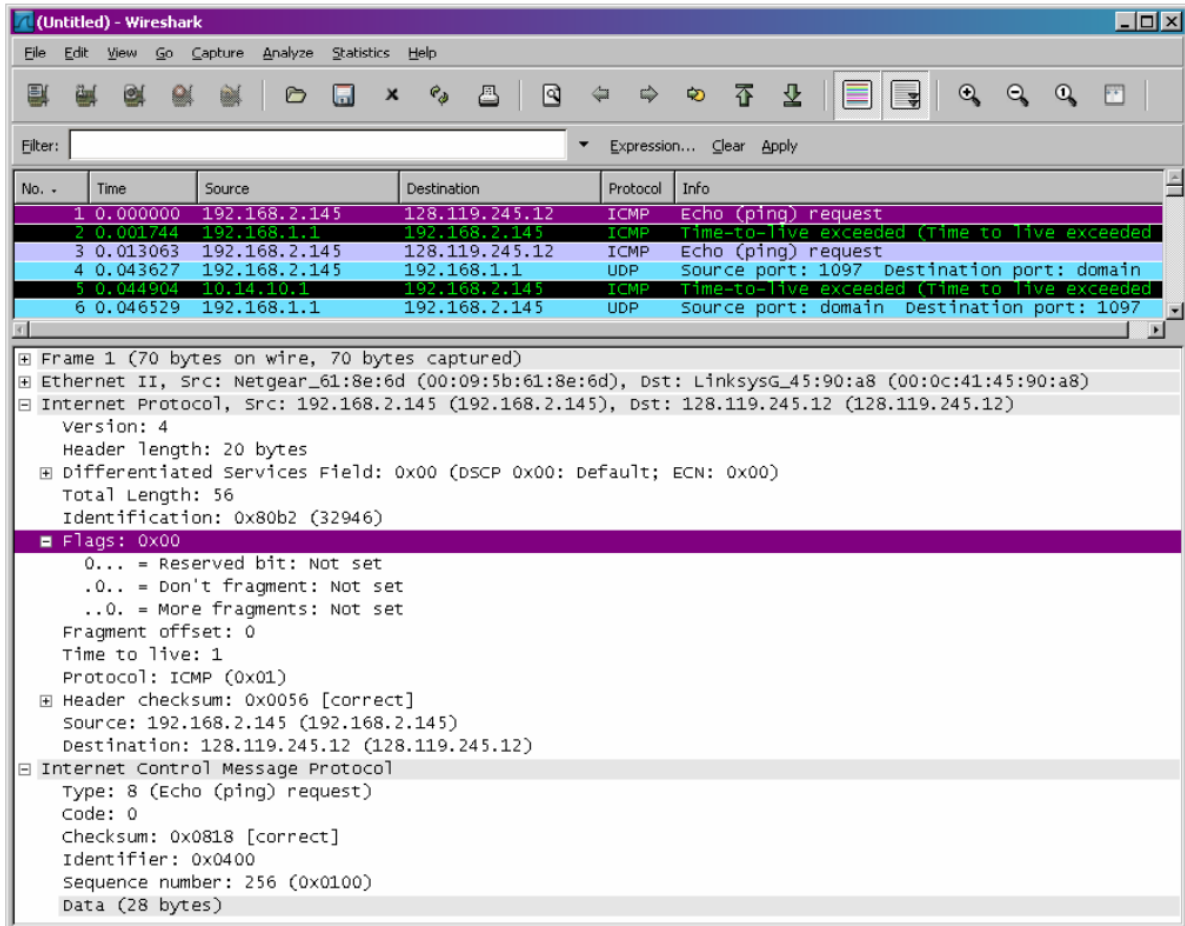 (Untitled) - Wireshark
File Edit View Go Capture Analyze Statistics Help
Filter: Expression... Clear Apply
No. Time Source Destination Protocol Info
1 0.000000 192.168.2.145 128.119.245.12 ICMP Echo (ping) request
2 0.001744 192.168.1.1 192.168.2.145 ICMP Time-to-live exceeded (Time to live exceeded
3 0.013063 192.168.2.145 128.119.245.12 ICMP Echo (ping) request
4 0.043627 192.168.2.145 192.168.1.1 UDP Source port: 1097 Destination port: domain
5 0.044904 10.14.10.1 192.168.2.145 ICMP Time-to-live exceeded (Time to live exceeded
6 0.046529 192.168.1.1 192.168.2.145 UDP Source port: domain Destination port: 1097
Frame 1 (70 bytes on wire, 70 bytes captured)
Ethernet II, Src: Netgear_61:8e:6d (00:09:5b:61:8e:6d), Dst: LinksysG_45:90:a8 (00:0c:41:45:90:a8)
Internet Protocol, Src: 192.168.2.145 (192.168.2.145), Dst: 128.119.245.12 (128.119.245.12)
Version: 4
Header length: 20 bytes
Differentiated Services Field: 0x00 (DSCP 0x00: Default; ECN: 0x00)
Total Length: 56
Identification: 0x80b2 (32946)
Flags: 0x00
0... = Reserved bit: Not set
.0.. = Don't fragment: Not set
..0. = More fragments: Not set
Fragment offset: 0
Time to live: 1
Protocol: ICMP (0x01)
Header checksum: 0x0056 [correct]
Source: 192.168.2.145 (192.168.2.145)
Destination: 128.119.245.12 (128.119.245.12)
Internet Control Message Protocol
Type: 8 (Echo (ping) request)
Code: 0
Checksum: 0x0818 [correct]
Identifier: 0x0400
Sequence number: 256 (0x0100)
Data (28 bytes)